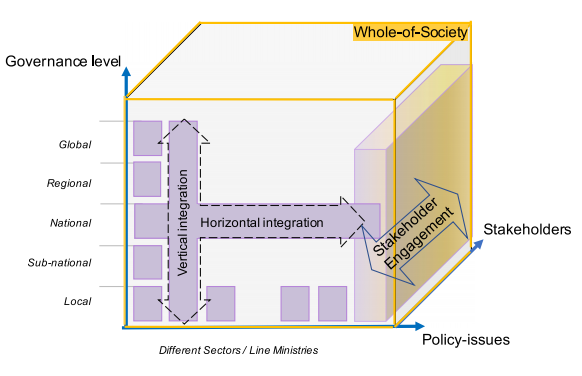 Whole-of-Society
Governance level
Global
Regional
National
Sub-national
Local
Vertical integration
Horizontal integration
Stakeholder
Engagement
Stakeholders
Policy-issues
Different Sectors / Line Ministries